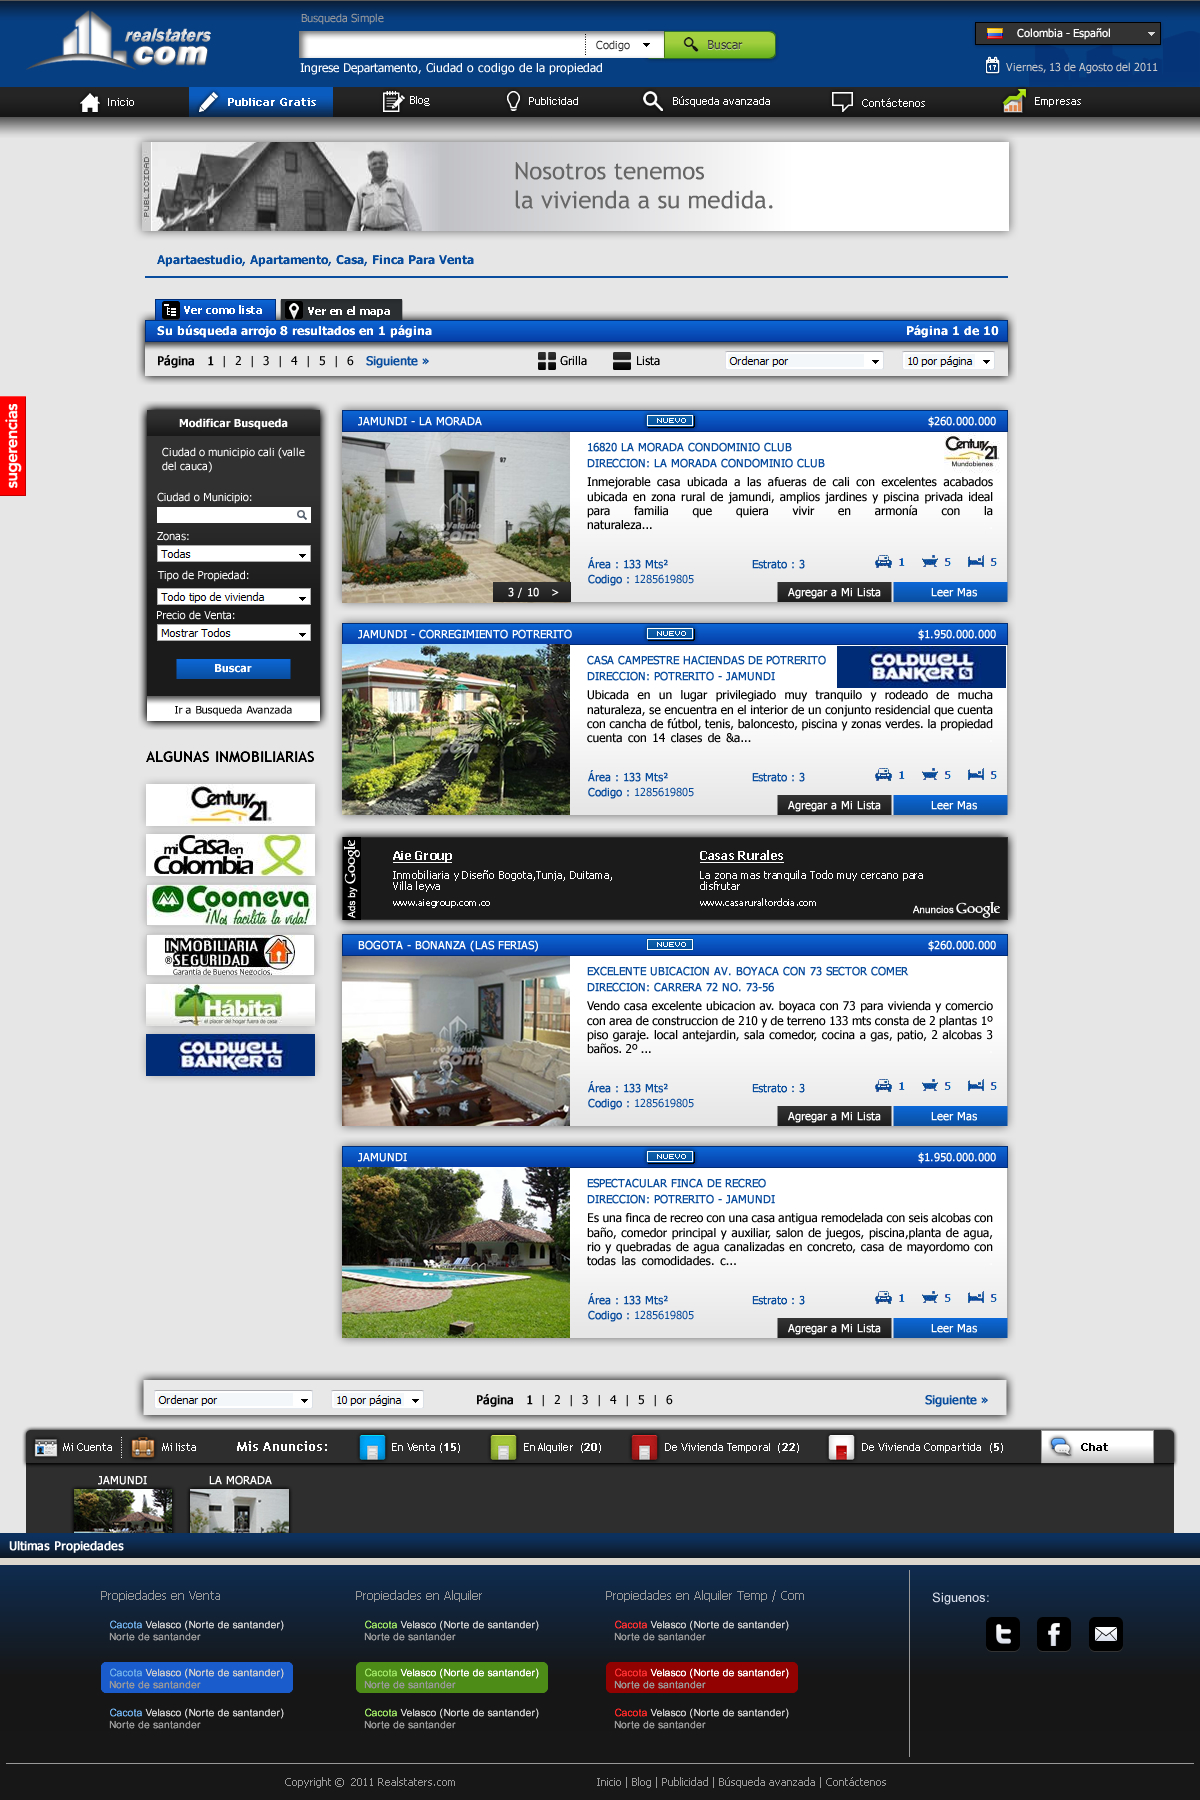 realstaters
.com
Busqueda Simple
Codigo
Buscar
Ingrese Departamento, Ciudad o codigo de la propiedad
Colombia - Español
17
Viernes, 13 de Agosto del 2011
Inicio
Publicar Gratis
Blog
Publicidad
Búsqueda avanzada
Contáctenos
Empresas
PUBLICIDAD
Nosotros tenemos
la vivienda a su medida.
Apartaestudio, Apartamento, Casa, Finca Para Venta
Ver como lista
Ver en el mapa
Su búsqueda arrojo 8 resultados en 1 página
Página 1 de 10
Página 1 | 2 | 3 | 4 | 5 | 6 Siguiente »
Grilla
Lista
Ordenar por
10 por página
sugerencias
Modificar Busqueda
Ciudad o municipio cali (valle
del cauca)
Ciudad o Municipio:
Zonas:
Todas
Tipo de Propiedad:
Todo tipo de vivienda
Precio de Venta:
Mostrar Todos
Buscar
Ir a Busqueda Avanzada
ALGUNAS INMOBILIARIAS
Century 21
mi Casa en
Colombia
Coomeva
¡Nos facilita la vida!
INMOBILIARIA
& SEGURIDAD
Garantía de Buenos Negocios.
Hábita
el placer del hogar fuera de casa
COLDWELL
BANKER
JAMUNDI - LA MORADA
NUEVO
$260.000.000
16820 LA MORADA CONDOMINIO CLUB
DIRECCION: LA MORADA CONDOMINIO CLUB
Century 21
Mundobienes
Inmejorable casa ubicada a las afueras de cali con excelentes acabados
ubicada en zona rural de jamundi, amplios jardines y piscina privada ideal
para familia que quiera vivir en armonía con la
naturaleza...
Área : 133 Mts²
Estrato : 3
1
5
5
Codigo : 1285619805
3 / 10 >
Agregar a Mi Lista
Leer Mas
JAMUNDI - CORREGIMIENTO POTRERITO
NUEVO
$1.950.000.000
CASA CAMPESTRE HACIENDAS DE POTRERITO
DIRECCION: POTRERITO - JAMUNDI
COLDWELL
BANKER
Ubicada en un lugar privilegiado muy tranquilo y rodeado de mucha
naturaleza, se encuentra en el interior de un conjunto residencial que cuenta
con cancha de fútbol, tenis, baloncesto, piscina y zonas verdes. la propiedad
cuenta con 14 clases de &a...
Área : 133 Mts²
Estrato : 3
1
5
5
Codigo : 1285619805
Agregar a Mi Lista
Leer Mas
Ads by Google
Aie Group
Inmobiliaria y Diseño Bogota,Tunja, Duitama,
Villa leyva
www.aiegroup.com.co
Casas Rurales
La zona mas tranquila Todo muy cercano para
disfrutar
www.casaruraltordoia.com
Anuncios Google
BOGOTA - BONANZA (LAS FERIAS)
NUEVO
$260.000.000
EXCELENTE UBICACION AV. BOYACA CON 73 SECTOR COMER
DIRECCION: CARRERA 72 NO. 73-56
Vendo casa excelente ubicacion av. boyaca con 73 para vivienda y comercio
con area de construccion de 210 y de terreno 133 mts consta de 2 plantas 1º
piso garaje. local antejardin, sala comedor, cocina a gas, patio, 2 alcobas 3
baños. 2º ...
Área : 133 Mts²
Estrato : 3
1
5
5
Codigo : 1285619805
Agregar a Mi Lista
Leer Mas
JAMUNDI
NUEVO
$1.950.000.000
ESPECTACULAR FINCA DE RECREO
DIRECCION: POTRERITO - JAMUNDI
Es una finca de recreo con una casa antigua remodelada con seis alcobas con
baño, comedor principal y auxiliar, salon de juegos, piscina,planta de agua,
rio y quebradas de agua canalizadas en concreto, casa de mayordomo con
todas las comodidades. c...
Área : 133 Mts²
Estrato : 3
1
5
5
Codigo : 1285619805
Agregar a Mi Lista
Leer Mas
Ordenar por
10 por página
Página 1 | 2 | 3 | 4 | 5 | 6
Siguiente »
Mi Cuenta
Mi lista
Mis Anuncios:
En Venta (15)
En Alquiler (20)
De Vivienda Temporal (22)
De Vivienda Compartida (5)
Chat
JAMUNDI
LA MORADA
Ultimas Propiedades
Propiedades en Venta
Cacota Velasco (Norte de santander)
Norte de santander
Cacota Velasco (Norte de santander)
Norte de santander
Cacota Velasco (Norte de santander)
Norte de santander
Propiedades en Alquiler
Cacota Velasco (Norte de santander)
Norte de santander
Cacota Velasco (Norte de santander)
Norte de santander
Cacota Velasco (Norte de santander)
Norte de santander
Propiedades en Alquiler Temp / Com
Cacota Velasco (Norte de santander)
Norte de santander
Cacota Velasco (Norte de santander)
Norte de santander
Cacota Velasco (Norte de santander)
Norte de santander
Siguenos:
Copyright © 2011 Realstaters.com
Inicio | Blog | Publicidad | Búsqueda avanzada | Contáctenos